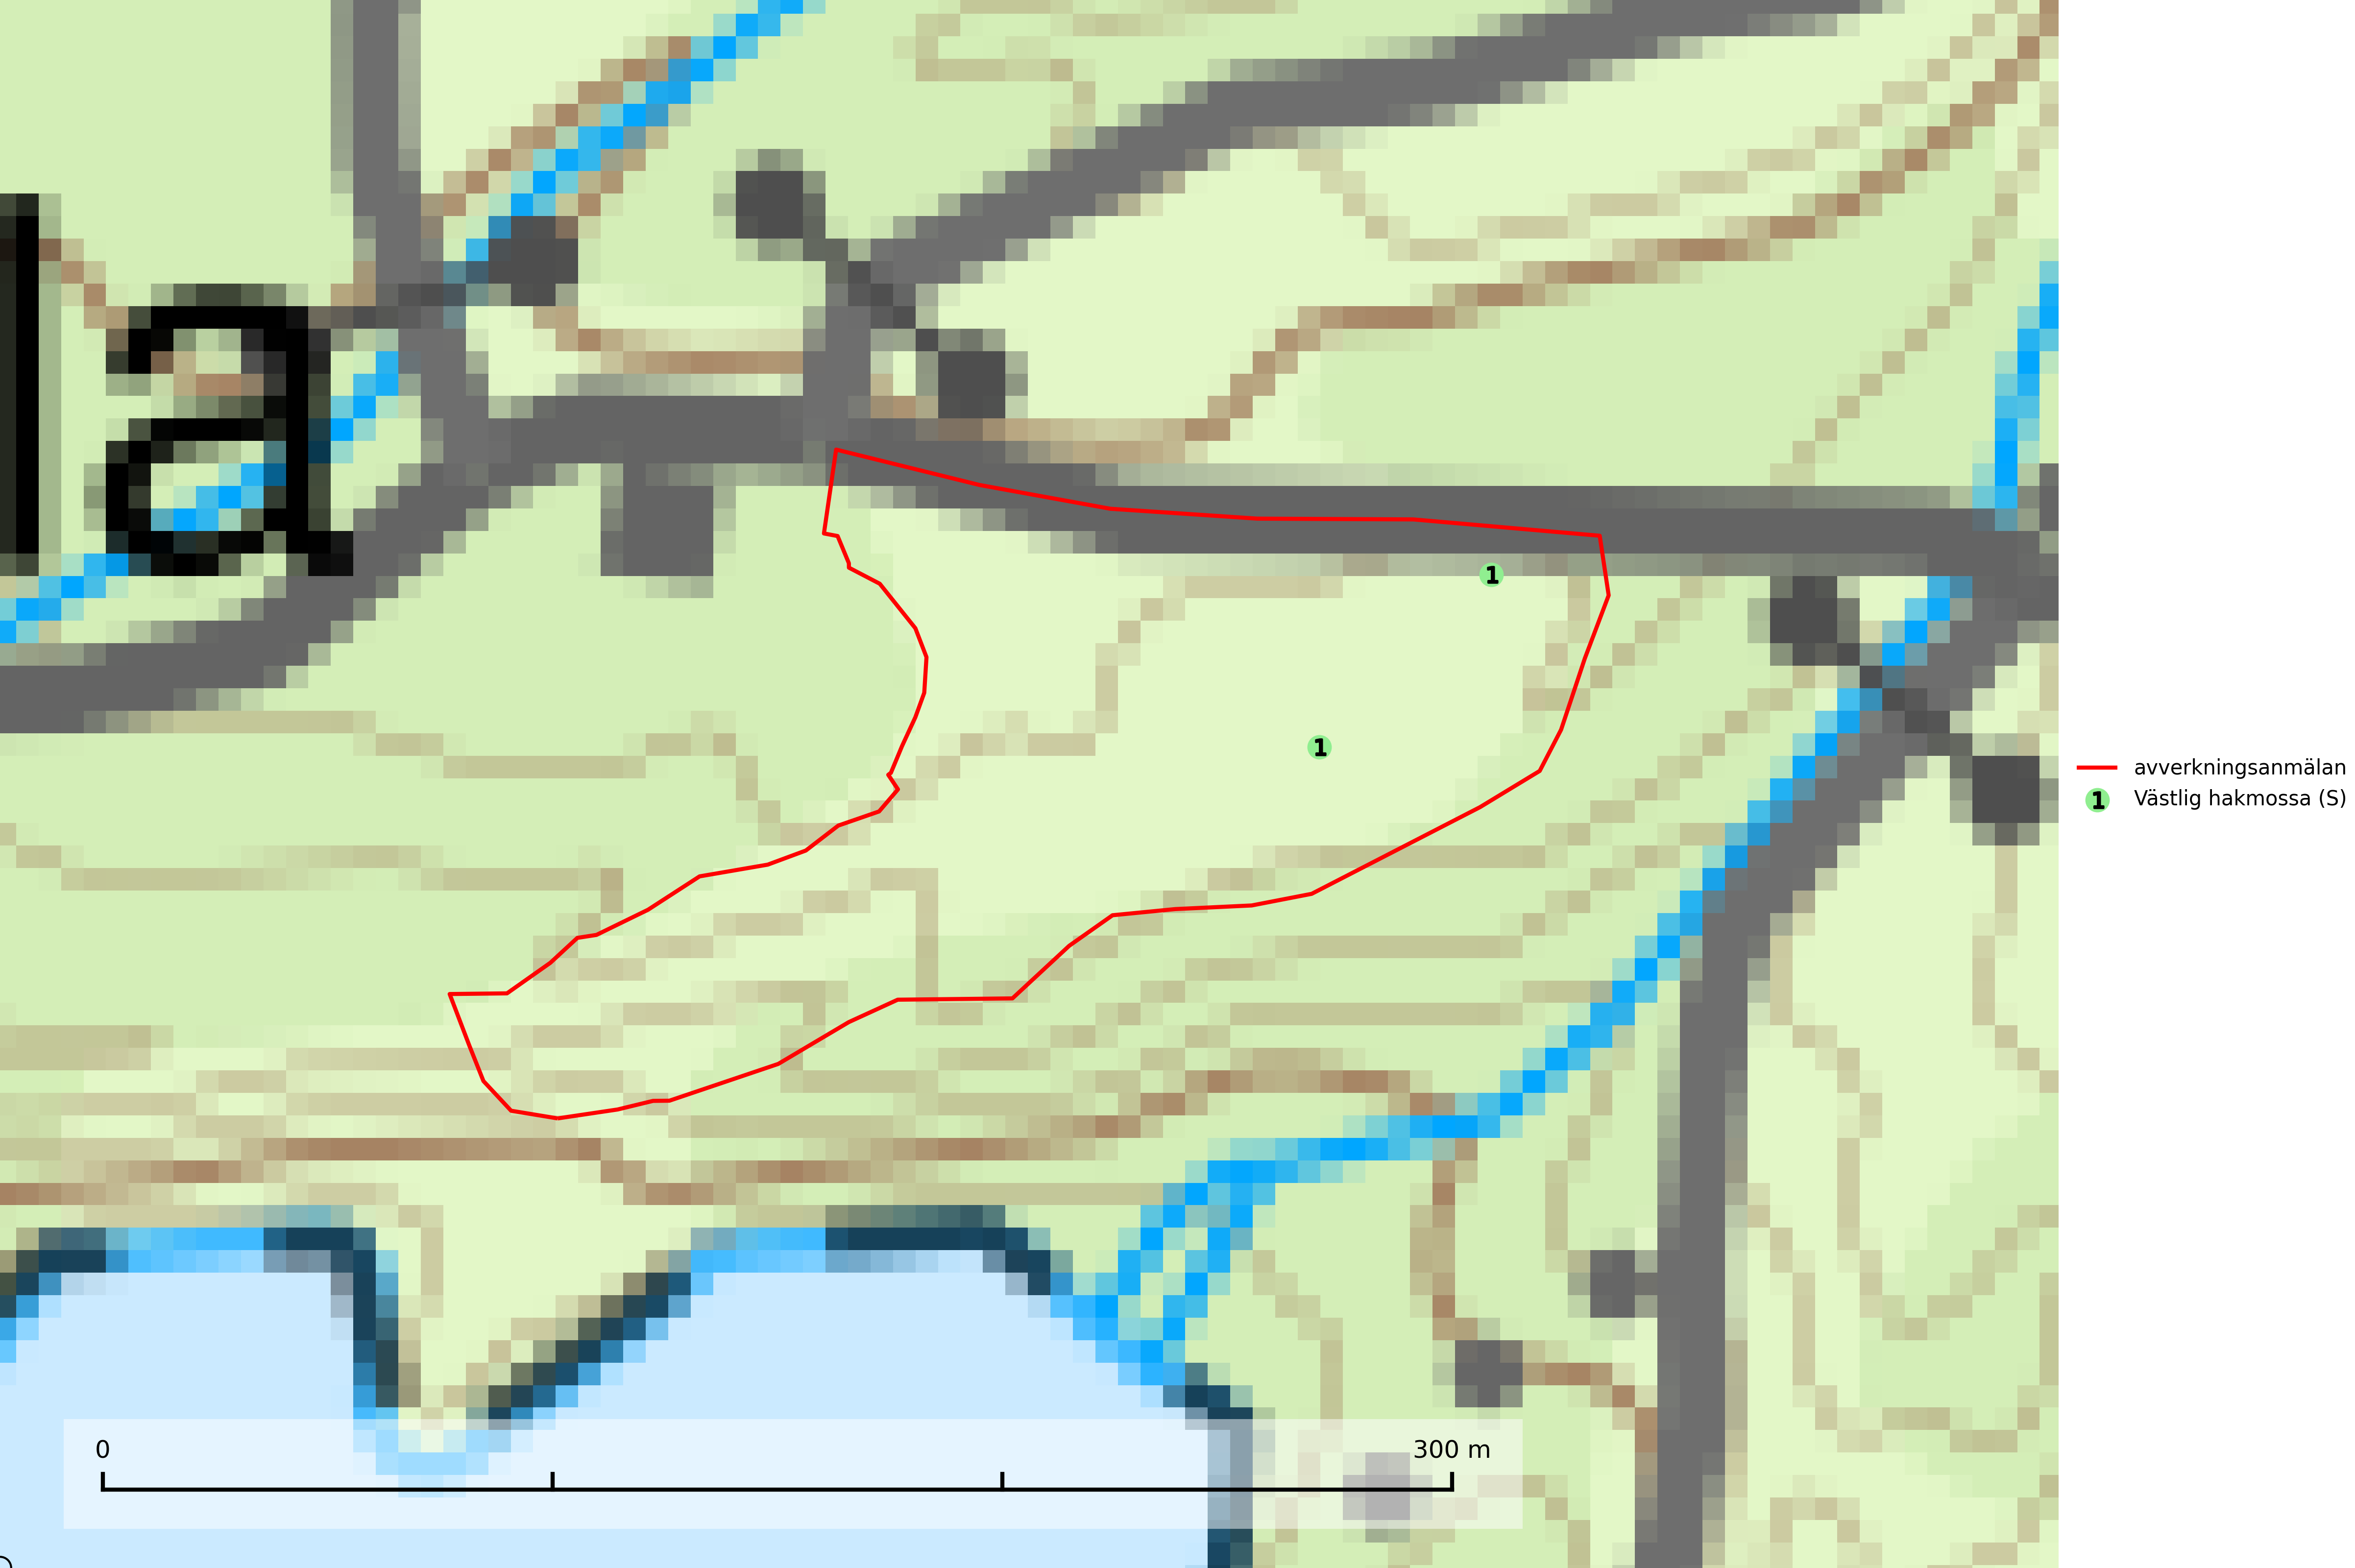 la
1
1
avverkningsanmälan
1 Västlig hakmossa (S)
0 300 m